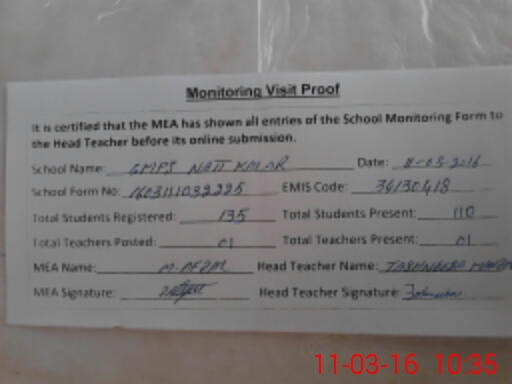 Monitoring Visit Proof
It is certified that the MEA has shown all entries of the School Monitoring Form to
the Head Teacher before its online submission.
School Name: GMPS NATT KALAR Date: 11-03-2016
School Form No: EMIS Code: 36130418
Total Students Registered: 135 Total Students Present: 110
Total Teachers Posted: 01 Total Teachers Present: 01
MEA Name: M. AFZAL Head Teacher Name:
MEA Signature: Head Teacher Signature:
11-03-16 10:35